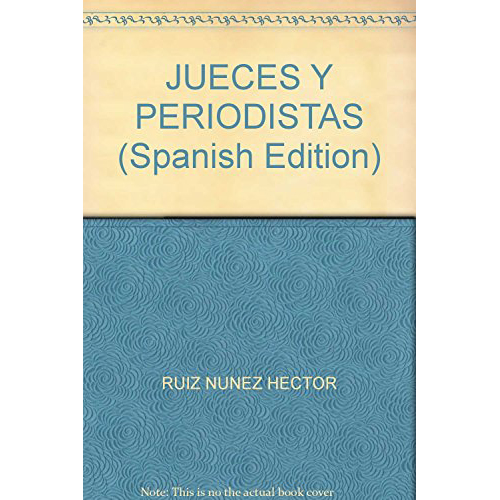 JUECES Y
PERIODISTAS
(Spanish Edition)
RUIZ NUNEZ HECTOR
Note: This is no the actual book cover